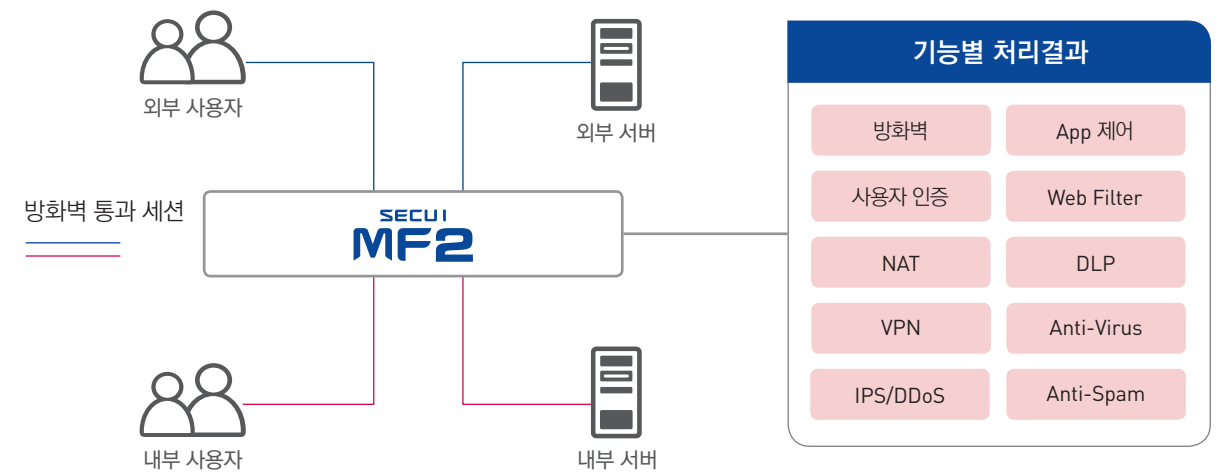 외부 사용자
외부 서버
방화벽 통과 세션
SECUI
MF2
내부 사용자
내부 서버
기능별 처리결과
방화벽
App 제어
사용자 인증
Web Filter
NAT
DLP
VPN
Anti-Virus
IPS/DDoS
Anti-Spam